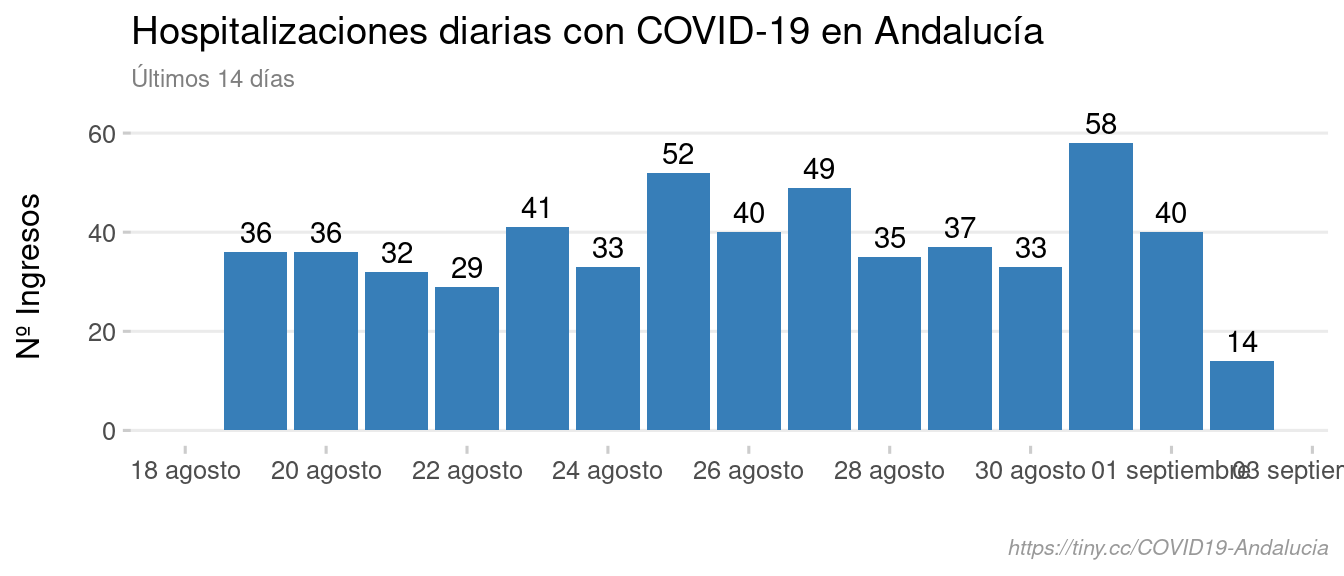 Hospitalizaciones diarias con COVID-19 en Andalucía
Últimos 14 días
Nº Ingresos
60
40
20
0
36
36
32
29
41
33
52
40
49
35
37
33
58
40
14
18 agosto
20 agosto
22 agosto
24 agosto
26 agosto
28 agosto
30 agosto
01 septiembre
03 septiem
https://tiny.cc/COVID19-Andalucia